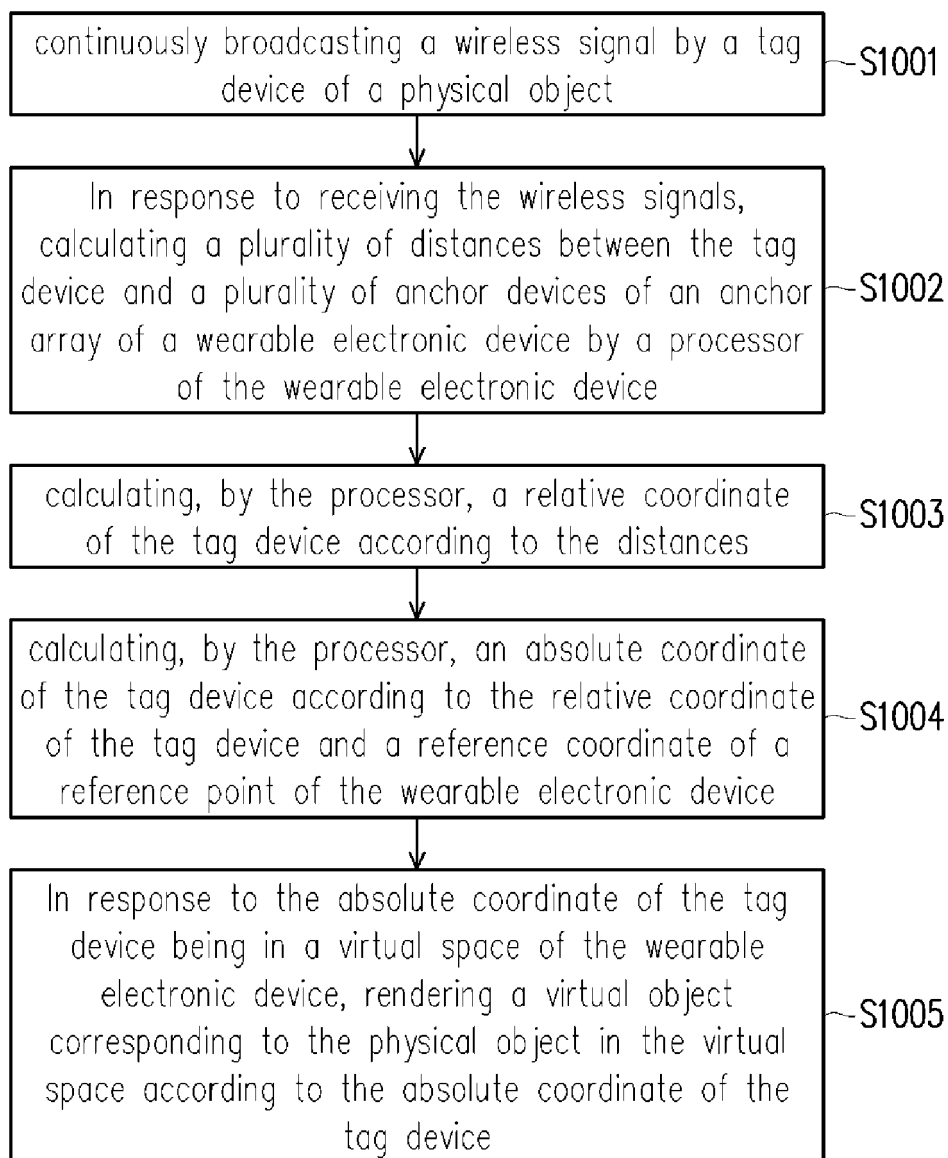 continuously broadcasting a wireless signal by a tag
device of a physical object
S1001
In response to receiving the wireless signals,
calculating a plurality of distances between the tag
device and a plurality of anchor devices of an anchor
array of a wearable electronic device by a processor
of the wearable electronic device
S1002
calculating, by the processor, a relative coordinate
of the tag device according to the distances
S1003
calculating, by the processor, an absolute coordinate
of the tag device according to the relative coordinate
of the tag device and a reference coordinate of a
reference point of the wearable electronic device
S1004
In response to the absolute coordinate of the tag
device being in a virtual space of the wearable
electronic device, rendering a virtual object
corresponding to the physical object in the virtual
space according to the absolute coordinate of the
tag device
S1005